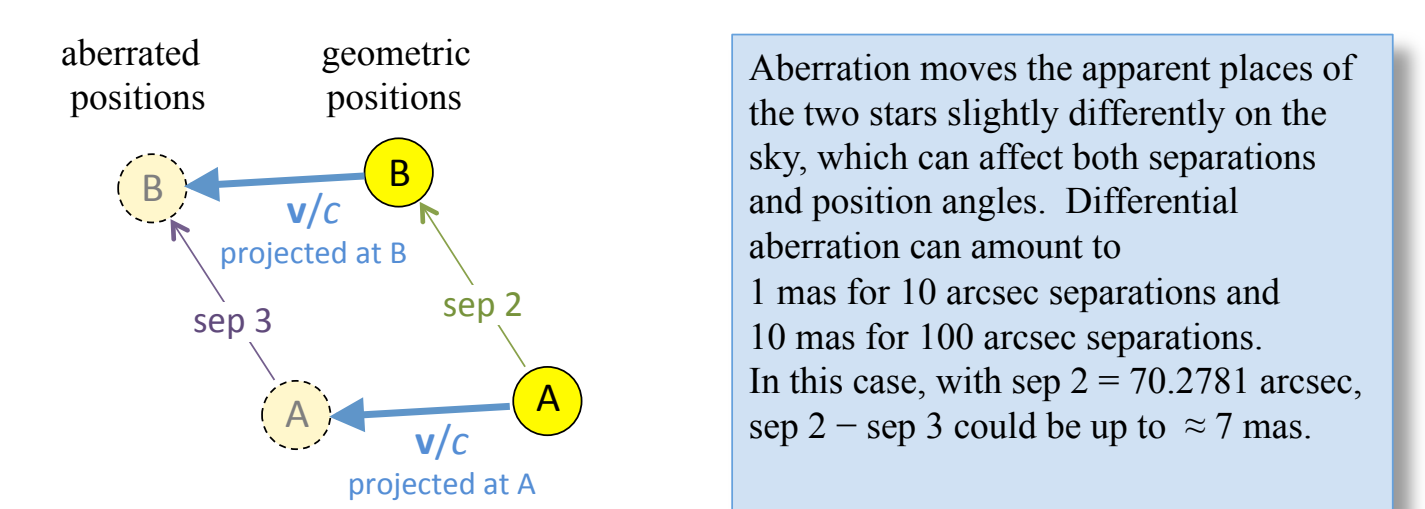 aberrated
positions
geometric
positions
B
B
v/c
projected at B
sep 2
sep 3
A
A
v/c
projected at A
Aberration moves the apparent places of
the two stars slightly differently on the
sky, which can affect both separations
and position angles.  Differential
aberration can amount to
1 mas for 10 arcsec separations and
10 mas for 100 arcsec separations.
In this case, with sep 2 = 70.2781 arcsec,
sep 2 − sep 3 could be up to  ≈ 7 mas.